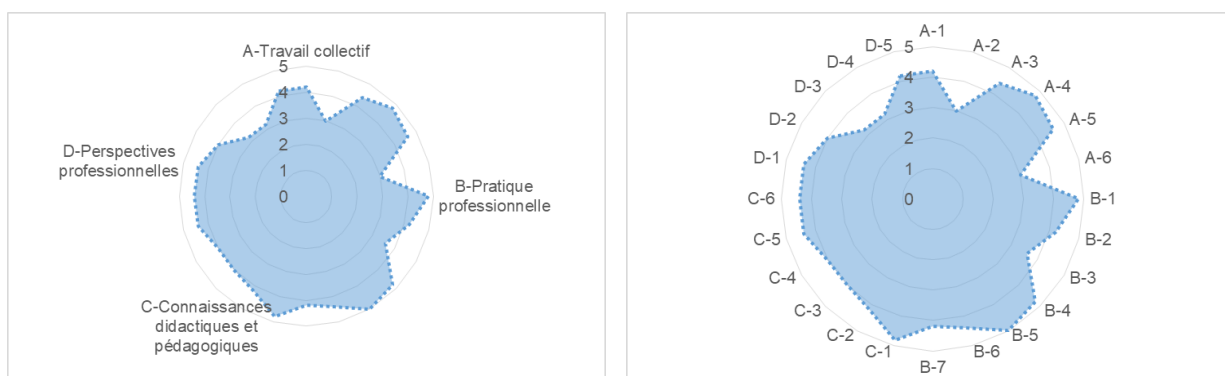 A-Travail collectif
5
4
3
2
1
0
D-Perspectives
professionnelles
B-Pratique
professionnelle
C-Connaissances
didactiques et
pédagogiques
A-1
A-2
A-3
A-4
A-5
A-6
B-1
B-2
B-3
B-4
B-5
B-6
B-7
C-1
C-2
C-3
C-4
C-5
C-6
D-1
D-2
D-3
D-4
D-5
5
4
3
2
1
0